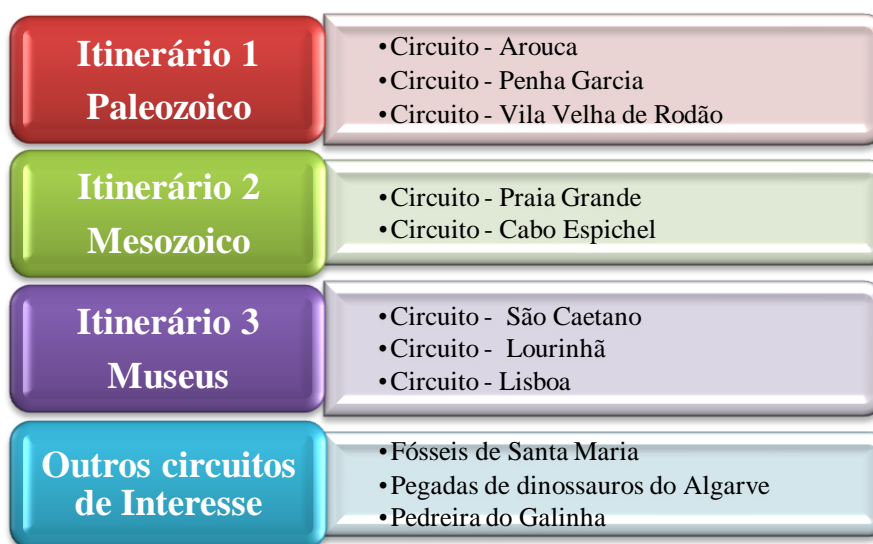 Itinerário 1
Paleozoico
•Circuito - Arouca
•Circuito - Penha Garcia
•Circuito - Vila Velha de Rodão
Itinerário 2
Mesozoico
•Circuito - Praia Grande
•Circuito - Cabo Espichel
Itinerário 3
Museus
•Circuito - São Caetano
•Circuito - Lourinhã
•Circuito - Lisboa
Outros circuitos
de Interesse
•Fósseis de Santa Maria
•Pegadas de dinossauros do Algarve
•Pedreira do Galinha